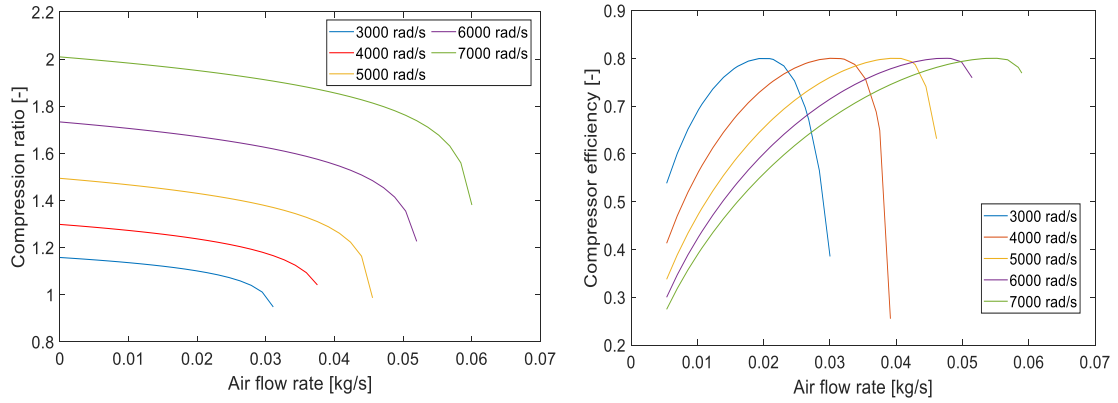 2.2
2
1.8
1.6
1.4
1.2
1
0.8
0 0.01 0.02 0.03 0.04 0.05 0.06 0.07
Compression ratio [-]
Air flow rate [kg/s]
3000 rad/s 6000 rad/s
4000 rad/s 7000 rad/s
5000 rad/s
0.9
0.8
0.7
0.6
0.5
0.4
0.3
0.2
0 0.01 0.02 0.03 0.04 0.05 0.06 0.07
Compressor efficiency [-]
Air flow rate [kg/s]
3000 rad/s
4000 rad/s
5000 rad/s
6000 rad/s
7000 rad/s